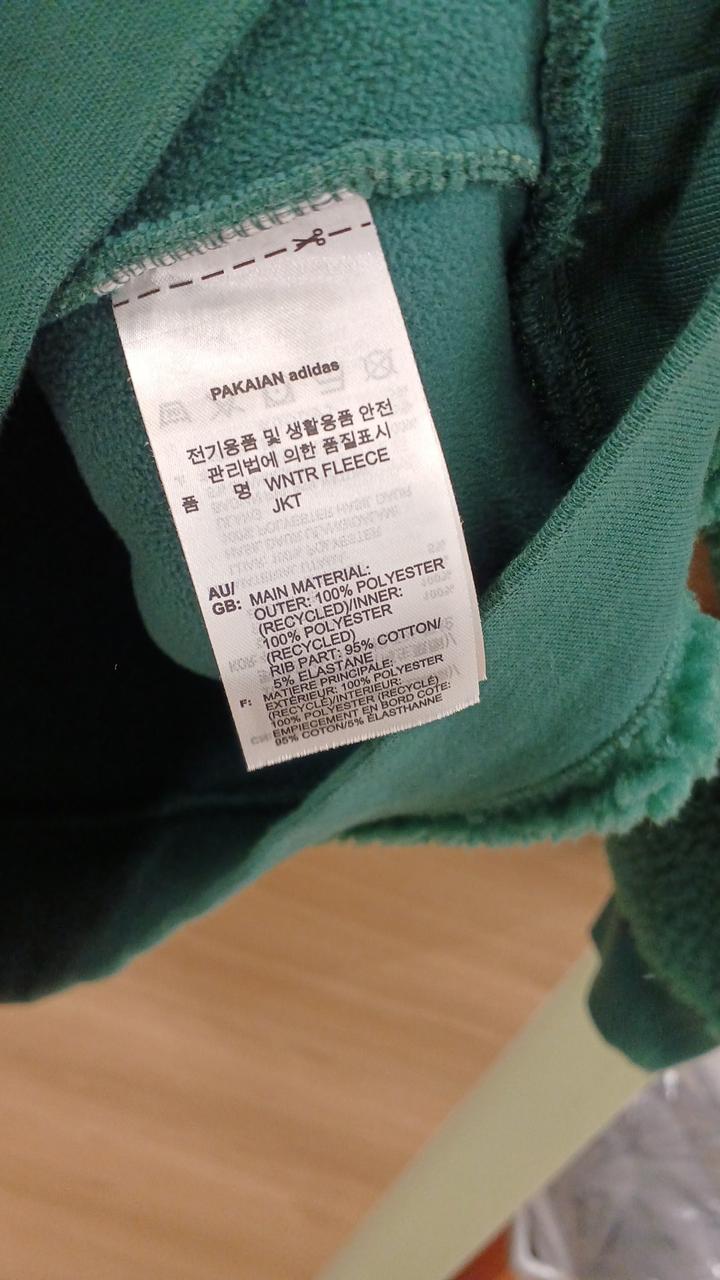 PAKAIAN adidas
전기용품 및 생활용품 안전
관리법에 의한 품질표시
품 명 WNTR FLEECE
JKT
AU/
GB: MAIN MATERIAL:
OUTER: 100% POLYESTER
(RECYCLED)/INNER:
100% POLYESTER
(RECYCLED)
RIB PART: 95% COTTON/
5% ELASTANE
F: MATIERE PRINCIPALE:
EXTÉRIEUR: 100% POLYESTER
(RECYCLÉ)/INTERIEUR:
100% POLYESTER (RECYCLÉ)
EMPIECEMENT EN BORD COTE:
95% COTON/5% ÉLASTHANNE